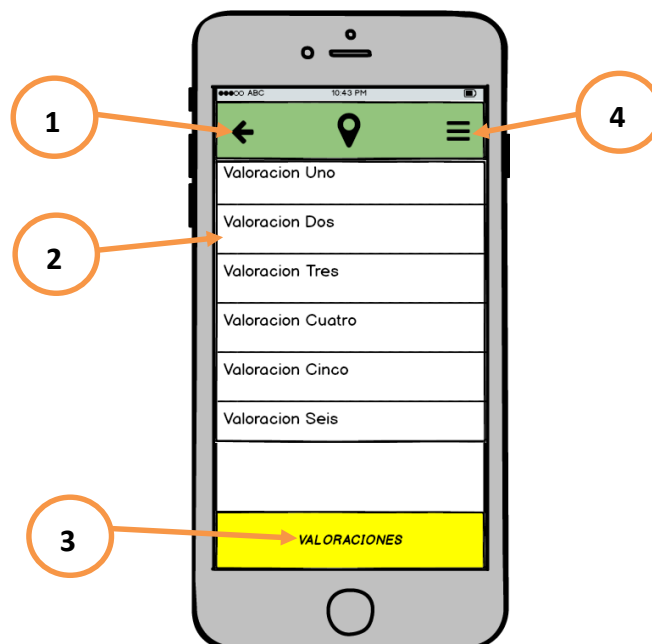 ABC 10:43 PM
1
4
Valoracion Uno
Valoracion Dos
2
Valoracion Tres
Valoracion Cuatro
Valoracion Cinco
Valoracion Seis
3
VALORACIONES